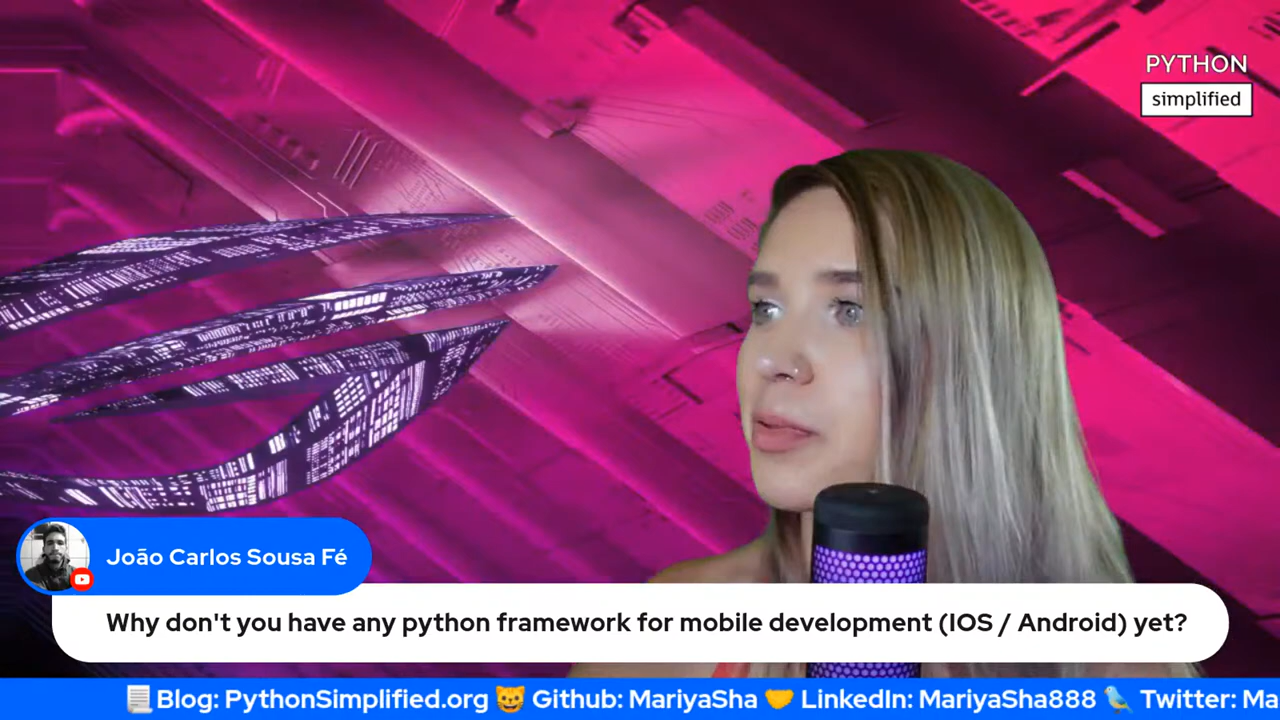 PYTHON
simplified
João Carlos Sousa Fé
Why don't you have any python framework for mobile development (IOS / Android) yet?
📃 Blog: PythonSimplified.org 😺 Github: MariyaSha 🤝 LinkedIn: MariyaSha888 🐦 Twitter: Ma